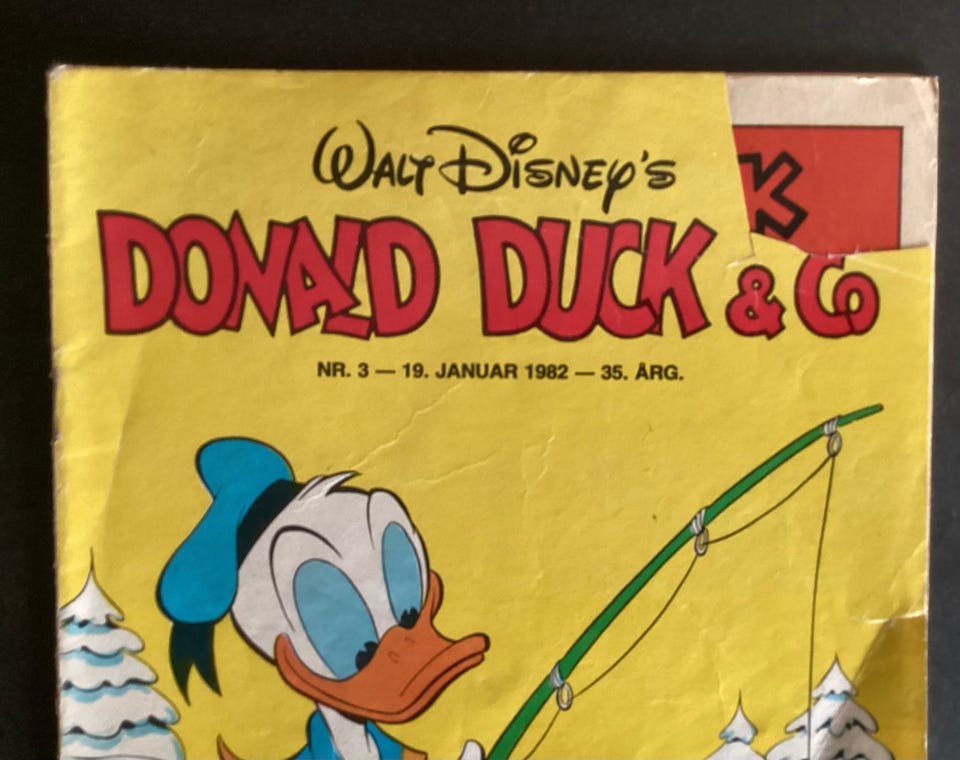 WALT DISNEY'S
DONALD DUCK & Co
NR. 3 — 19. JANUAR 1982 — 35. ÅRG.
K